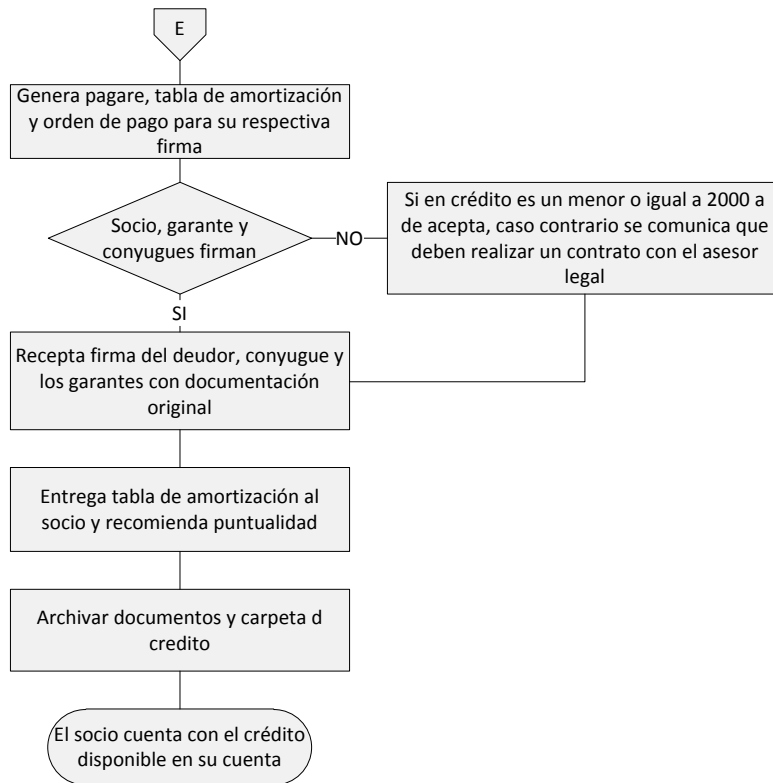 E
Genera pagare, tabla de amortización
y orden de pago para su respectiva
firma
Socio, garante y
conyugues firman
NO
Si en crédito es un menor o igual a 2000 a
de acepta, caso contrario se comunica que
deben realizar un contrato con el asesor
legal
SI
Recepta firma del deudor, conyugue y
los garantes con documentación
original
Entrega tabla de amortización al
socio y recomienda puntualidad
Archivar documentos y carpeta d
credito
El socio cuenta con el crédito
disponible en su cuenta